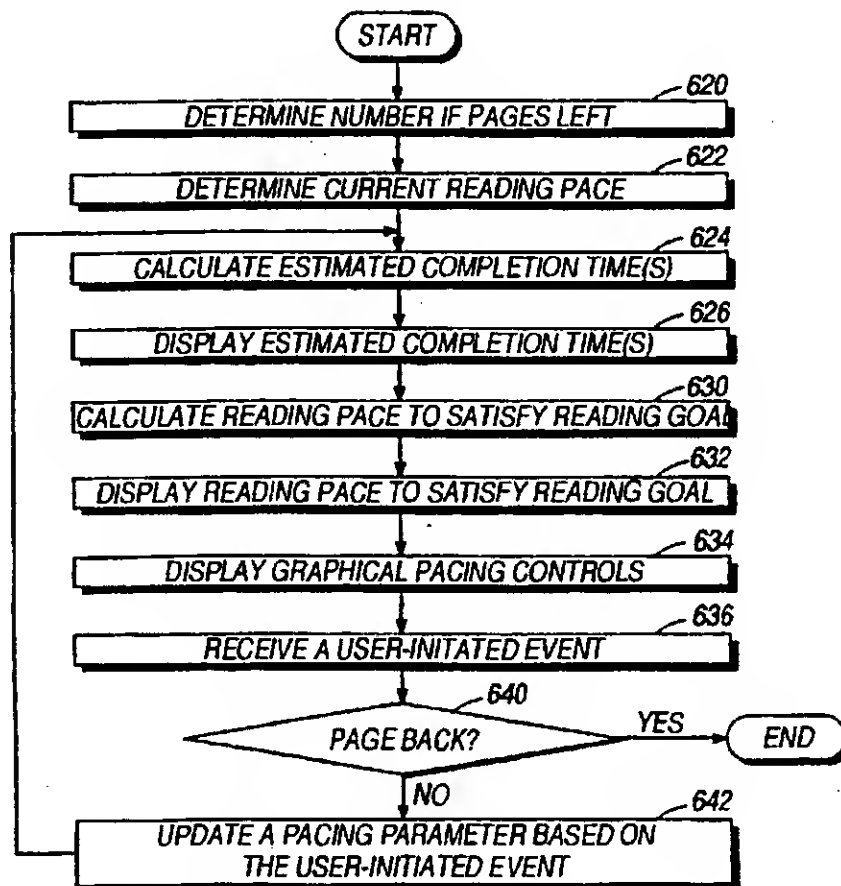 START
620
DETERMINE NUMBER IF PAGES LEFT
622
DETERMINE CURRENT READING PACE
624
CALCULATE ESTIMATED COMPLETION TIME(S)
626
DISPLAY ESTIMATED COMPLETION TIME(S)
630
CALCULATE READING PACE TO SATISFY READING GOAL
632
DISPLAY READING PACE TO SATISFY READING GOAL
634
DISPLAY GRAPHICAL PACING CONTROLS
636
RECEIVE A USER-INITATED EVENT
640
PAGE BACK?
YES
END
NO
642
UPDATE A PACING PARAMETER BASED ON
THE USER-INITIATED EVENT